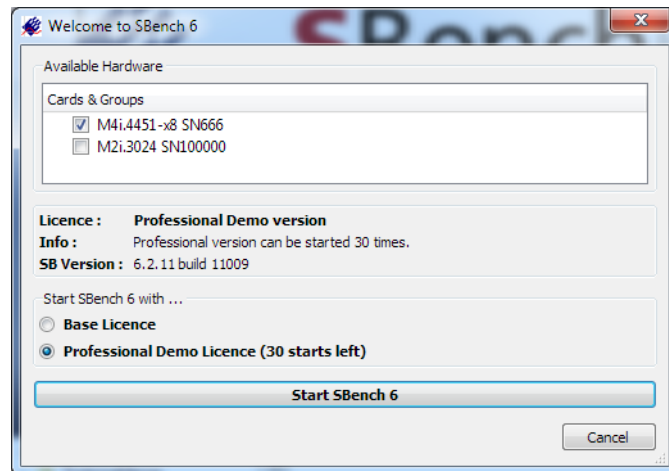 Welcome to SBench 6
SBench
Available Hardware
Cards & Groups
M4i.4451-x8 SN666
M2i.3024 SN100000
Licence : Professional Demo version
Info : Professional version can be started 30 times.
SB Version : 6.2.11 build 11009
Start SBench 6 with ...
Base Licence
Professional Demo Licence (30 starts left)
Start SBench 6
Cancel